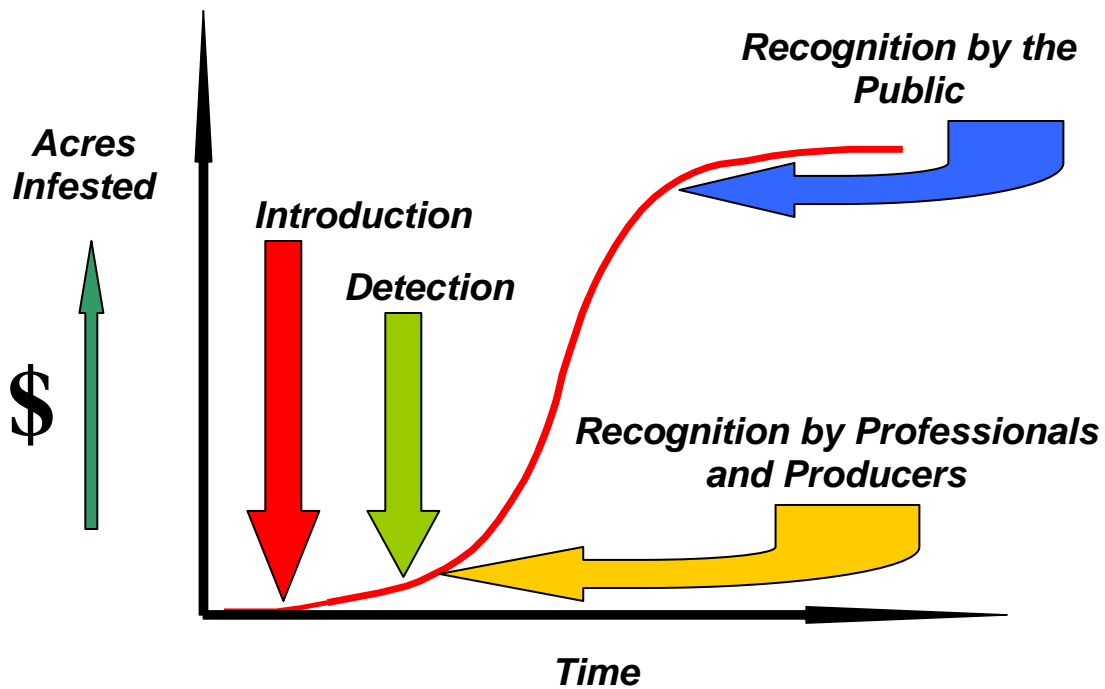 Recognition by the
Public
Acres
Infested
Introduction
Detection
$
Recognition by Professionals
and Producers
Time